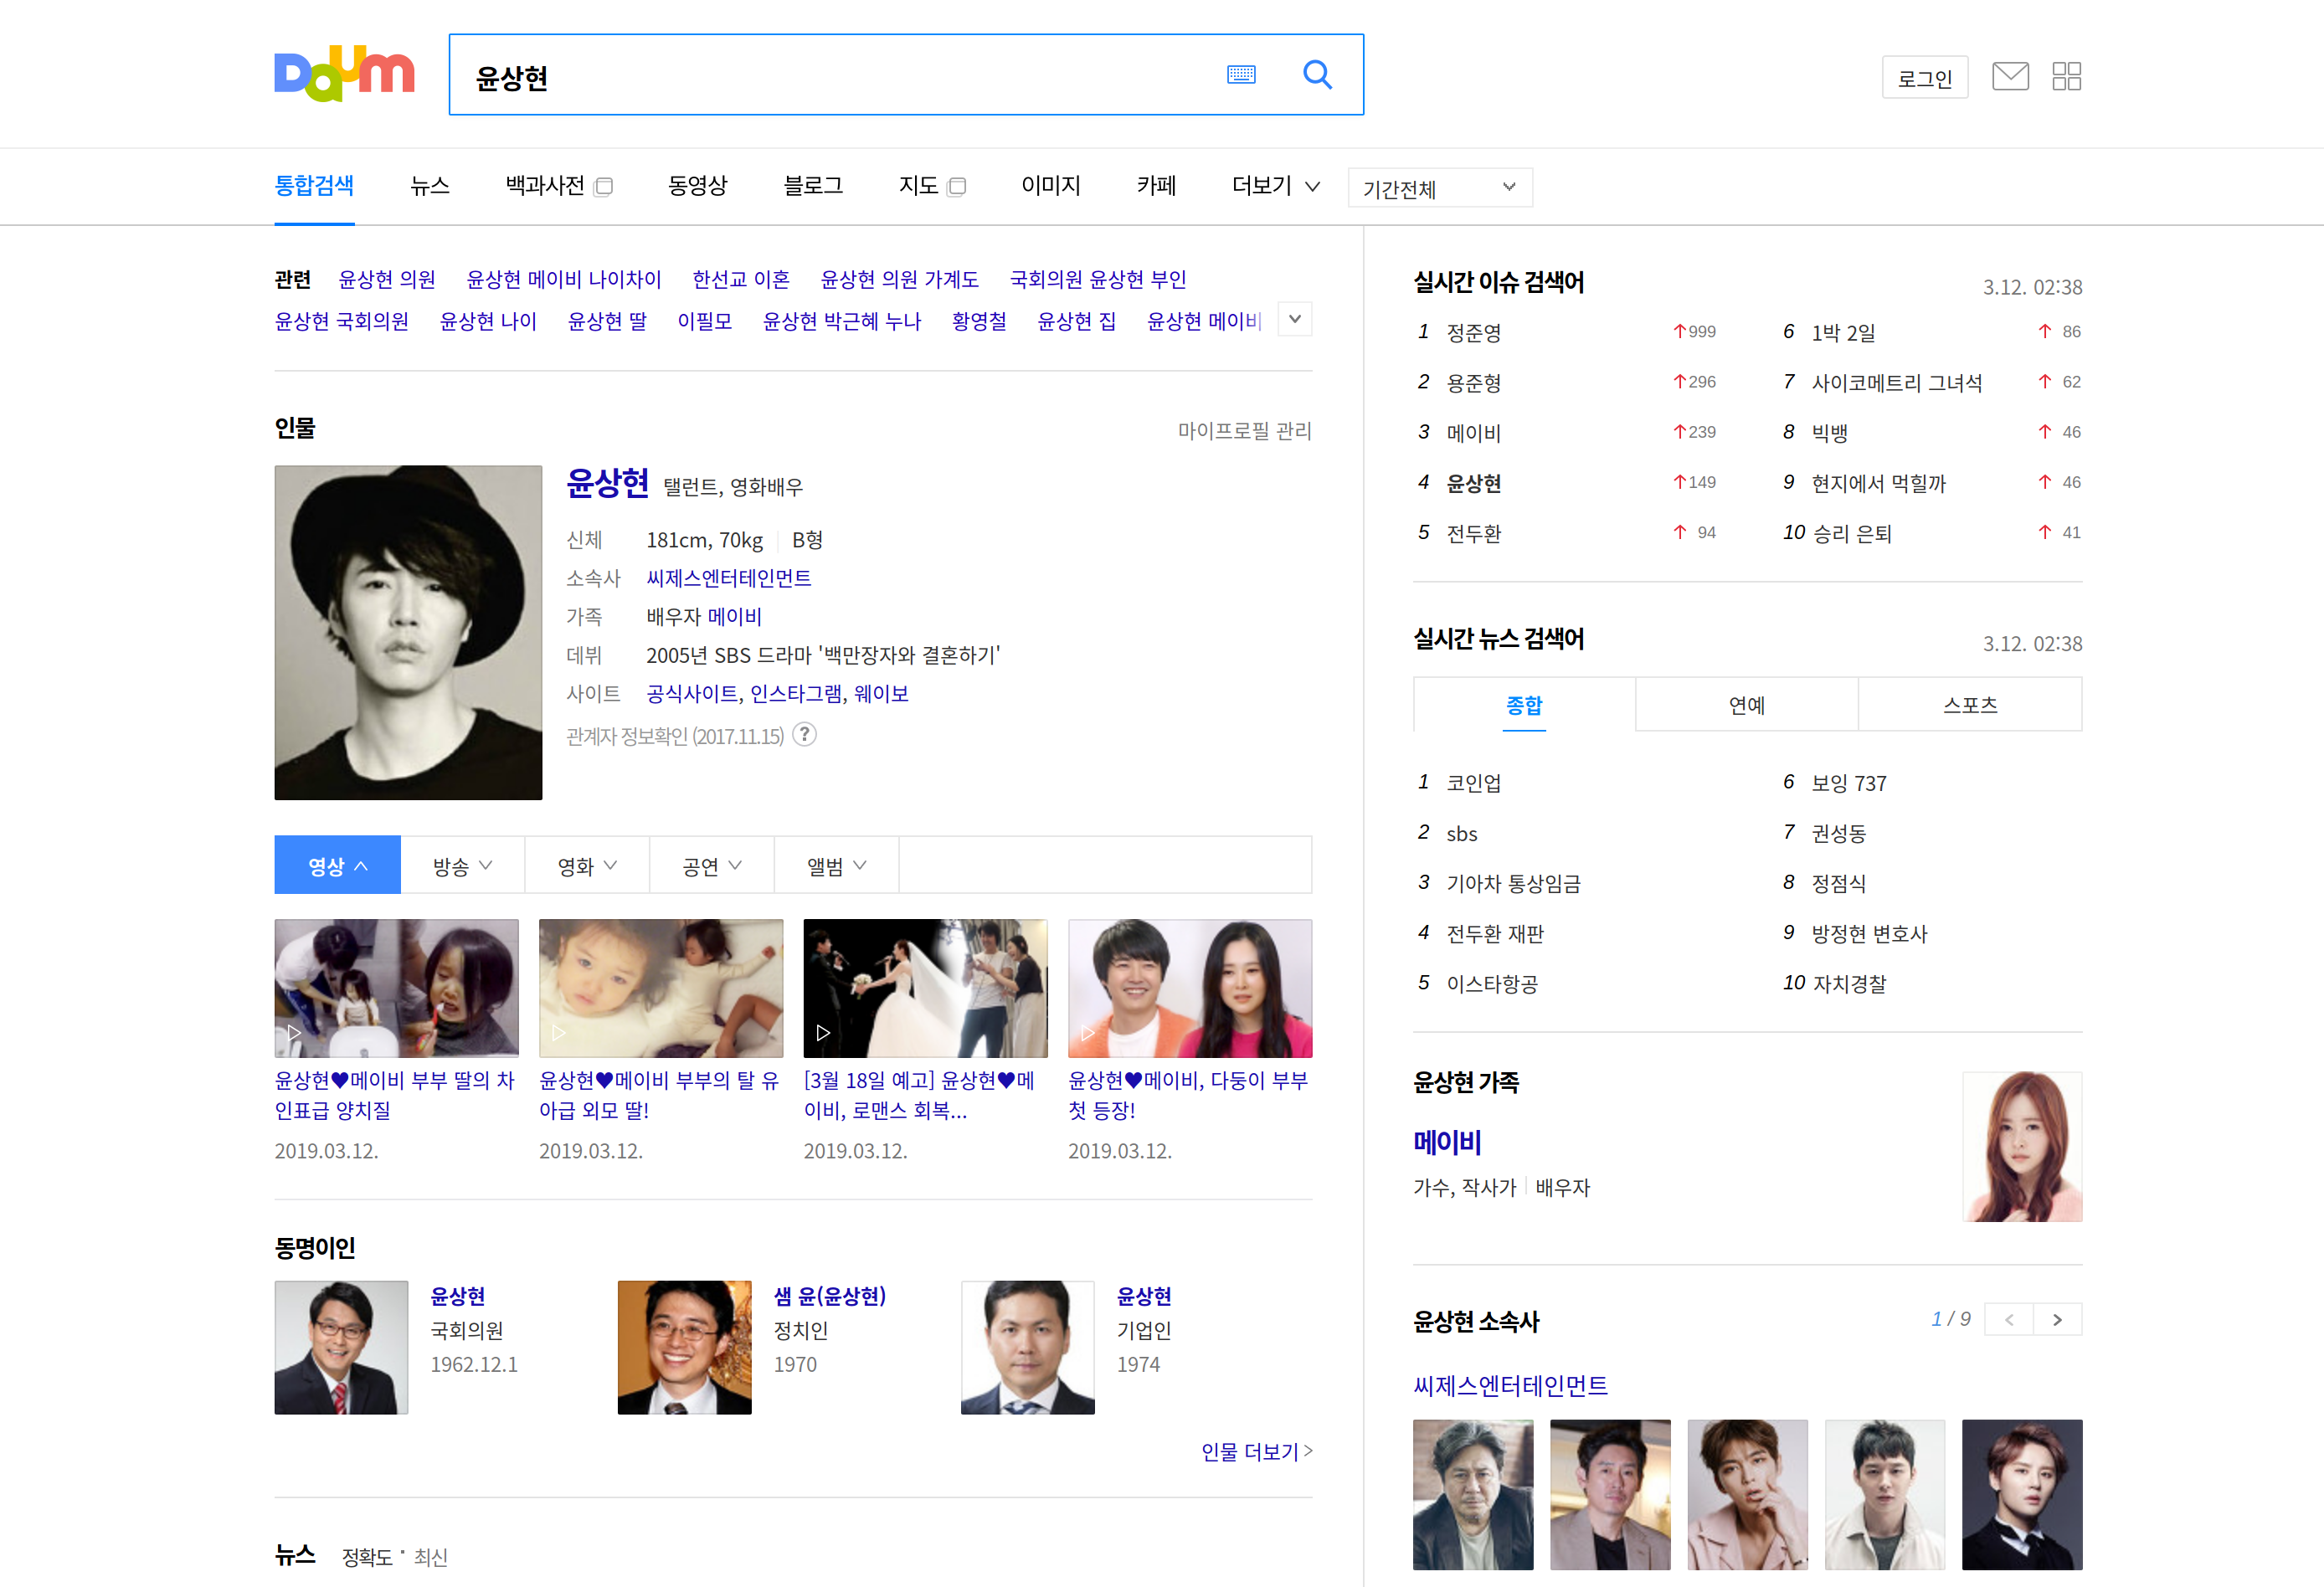 Daum
윤상현
로그인
통합검색 뉴스 백과사전 동영상 블로그 지도 이미지 카페 더보기 기간전체
관련 윤상현 의원 윤상현 메이비 나이차이 한선교 이혼 윤상현 의원 가계도 국회의원 윤상현 부인
윤상현 국회의원 윤상현 나이 윤상현 딸 이필모 윤상현 박근혜 누나 황영철 윤상현 집 윤상현 메이비
인물
마이프로필 관리
윤상현 탤런트, 영화배우
신체 181cm, 70kg B형
소속사 씨제스엔터테인먼트
가족 배우자 메이비
데뷔 2005년 SBS 드라마 '백만장자와 결혼하기'
사이트 공식사이트, 인스타그램, 웨이보
관계자 정보확인 (2017.11.15) ?
영상 방송 영화 공연 앨범
윤상현♥메이비 부부 딸의 차
인표급 양치질
2019.03.12.
윤상현♥메이비 부부의 탈 유
아급 외모 딸!
2019.03.12.
[3월 18일 예고] 윤상현♥메
이비, 로맨스 회복...
2019.03.12.
윤상현♥메이비, 다둥이 부부
첫 등장!
2019.03.12.
동명이인
윤상현
국회의원
1962.12.1
샘 윤(윤상현)
정치인
1970
윤상현
기업인
1974
인물 더보기
뉴스 정확도 · 최신
실시간 이슈 검색어 3.12. 02:38
1 정준영 999
2 용준형 296
3 메이비 239
4 윤상현 149
5 전두환 94
6 1박 2일 86
7 사이코메트리 그녀석 62
8 빅뱅 46
9 현지에서 먹힐까 46
10 승리 은퇴 41
실시간 뉴스 검색어 3.12. 02:38
종합 연예 스포츠
1 코인업
2 sbs
3 기아차 통상임금
4 전두환 재판
5 이스타항공
6 보잉 737
7 권성동
8 정점식
9 방정현 변호사
10 자치경찰
윤상현 가족
메이비
가수, 작사가 배우자
윤상현 소속사 1 / 9
씨제스엔터테인먼트